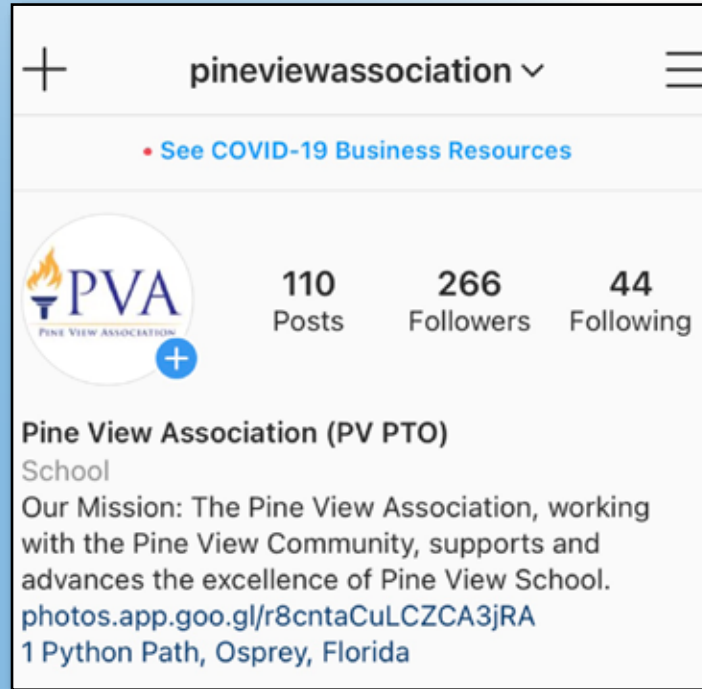 pineviewassociation
• See COVID-19 Business Resources
PVA
PINE VIEW ASSOCIATION
110 266 44
Posts Followers Following
Pine View Association (PV PTO)
School
Our Mission: The Pine View Association, working
with the Pine View Community, supports and
advances the excellence of Pine View School.
photos.app.goo.gl/r8cntaCuLCZCA3jRA
1 Python Path, Osprey, Florida